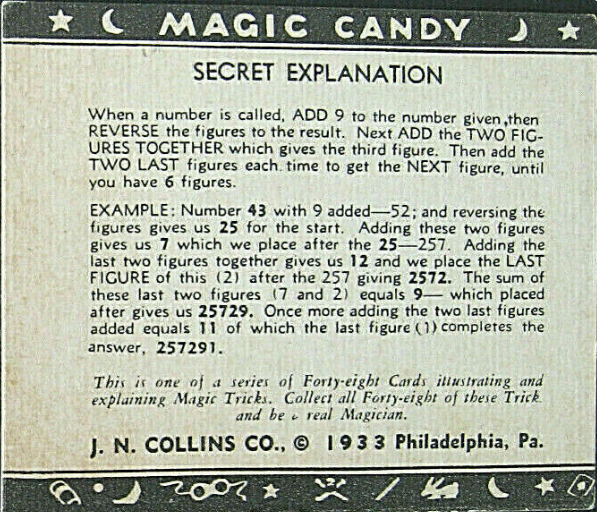 MAGIC CANDY
SECRET EXPLANATION
When a number is called, ADD 9 to the number given, then
REVERSE the figures to the result. Next ADD the TWO FIG-
URES TOGETHER which gives the third figure. Then add the
TWO LAST figures each time to get the NEXT figure, until
you have 6 figures.
EXAMPLE: Number 43 with 9 added—52; and reversing the
figures gives us 25 for the start. Adding these two figures
gives us 7 which we place after the 25—257. Adding the
last two figures together gives us 12 and we place the LAST
FIGURE of this (2) after the 257 giving 2572. The sum of
these last two figures (7 and 2) equals 9— which placed
after gives us 25729. Once more adding the two last figures
added equals 11 of which the last figure (1) completes the
answer, 257291.
This is one of a series of Forty-eight Cards illustrating and
explaining Magic Tricks. Collect all Forty-eight of these Trick
and be a real Magician.
J. N. COLLINS CO., © 1933 Philadelphia, Pa.